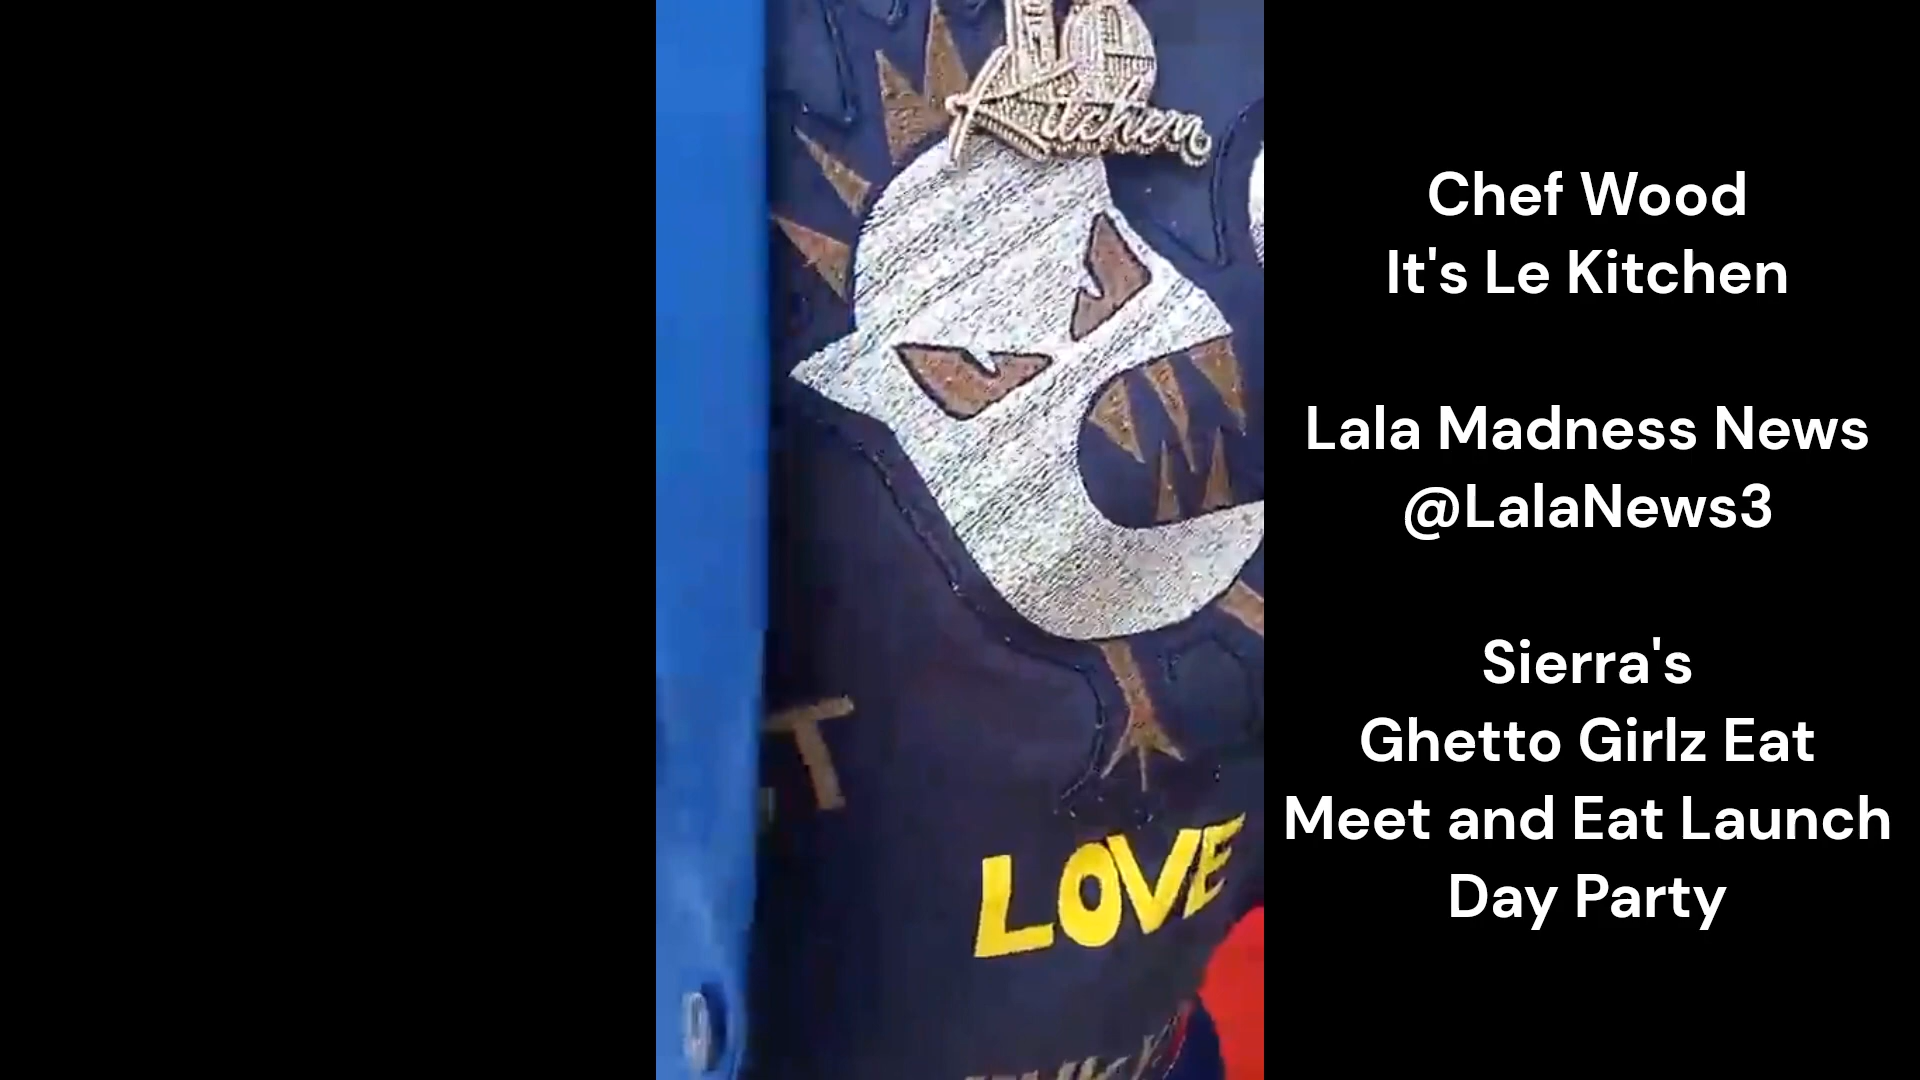 Kitchen
T
LOVE
Chef Wood
It's Le Kitchen
Lala Madness News
@LalaNews3
Sierra's
Ghetto Girlz Eat
Meet and Eat Launch
Day Party